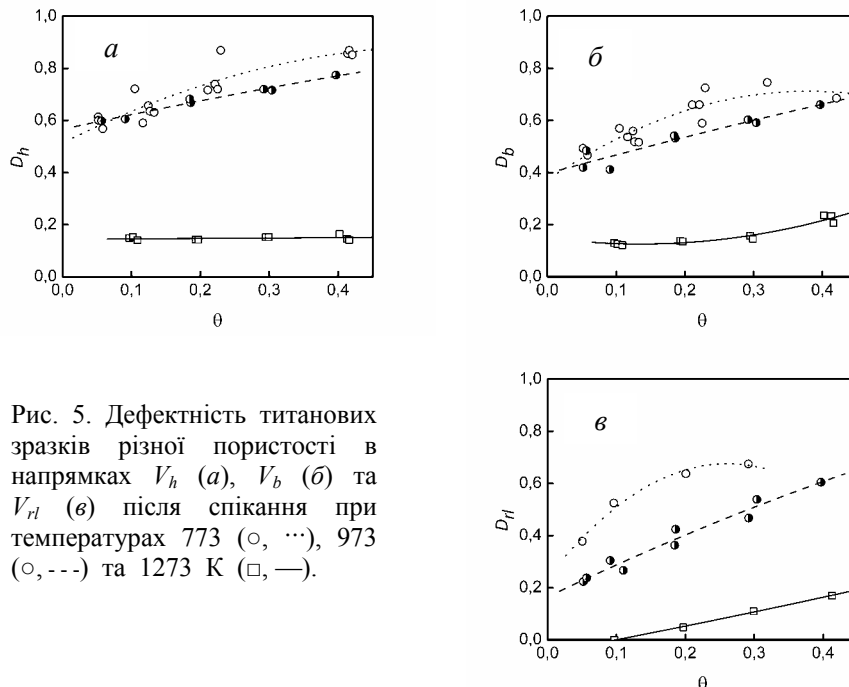 1,0
а
0,8
0,6
D_h
0,4
0,2
0,0
0,0 0,1 0,2 0,3 0,4
θ
1,0
б
0,8
0,6
D_b
0,4
0,2
0,0
0,0 0,1 0,2 0,3 0,4
θ
Рис. 5. Дефектність титанових
зразків різної пористості в
напрямках V_h (а), V_b (б) та
V_rl (в) після спікання при
температурах 773 (○, ···), 973
(○, - - -) та 1273 К (□, —).
1,0
в
0,8
0,6
D_rl
0,4
0,2
0,0
0,0 0,1 0,2 0,3 0,4
θ